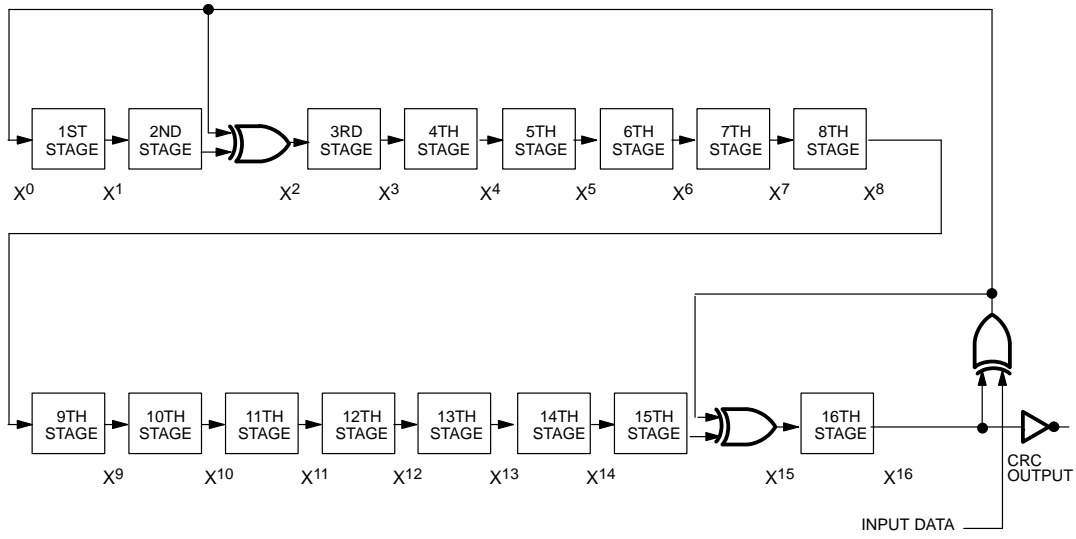 1ST
STAGE
2ND
STAGE
3RD
STAGE
4TH
STAGE
5TH
STAGE
6TH
STAGE
7TH
STAGE
8TH
STAGE
X⁰
X¹
X²
X³
X⁴
X⁵
X⁶
X⁷
X⁸
9TH
STAGE
10TH
STAGE
11TH
STAGE
12TH
STAGE
13TH
STAGE
14TH
STAGE
15TH
STAGE
16TH
STAGE
X⁹
X¹⁰
X¹¹
X¹²
X¹³
X¹⁴
X¹⁵
X¹⁶
CRC
OUTPUT
INPUT DATA